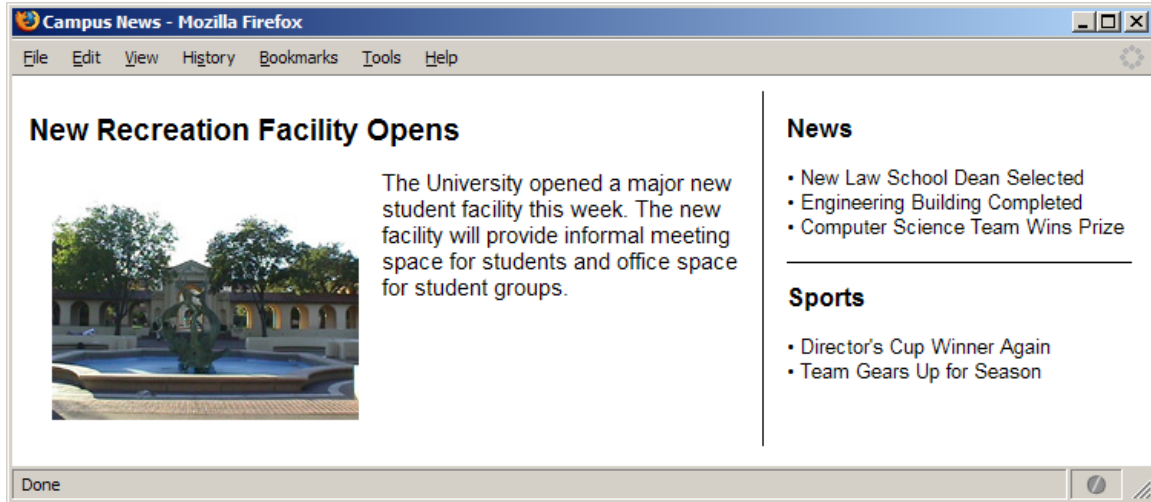 Campus News - Mozilla Firefox
File Edit View History Bookmarks Tools Help
New Recreation Facility Opens
The University opened a major new
student facility this week. The new
facility will provide informal meeting
space for students and office space
for student groups.
News
• New Law School Dean Selected
• Engineering Building Completed
• Computer Science Team Wins Prize
Sports
• Director's Cup Winner Again
• Team Gears Up for Season
Done